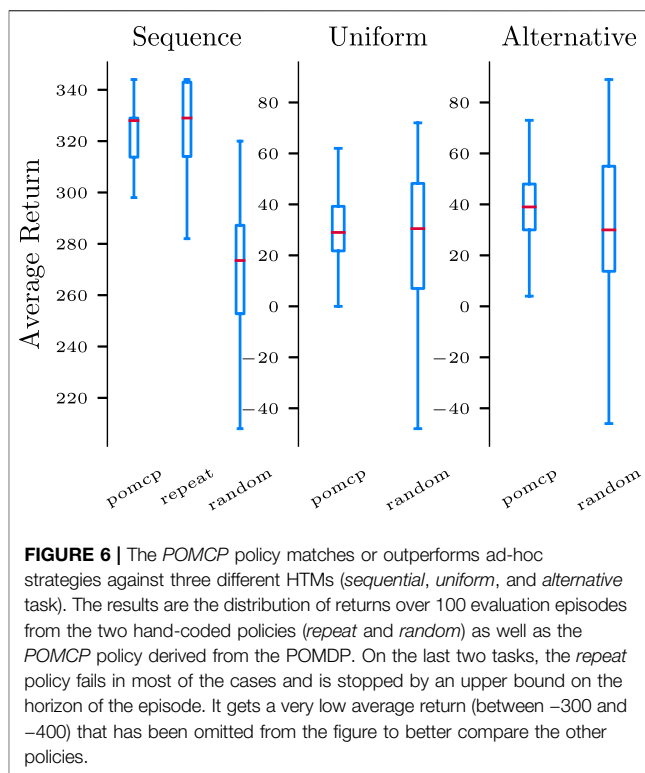 Sequence Uniform Alternative
Average Return
340
320
300
280
260
240
220
80
60
40
20
0
−20
−40
80
60
40
20
0
−20
−40
pomcp
repeat
random
pomcp
random
pomcp
random
FIGURE 6 | The POMCP policy matches or outperforms ad-hoc
strategies against three different HTMs (sequential, uniform, and alternative
task). The results are the distribution of returns over 100 evaluation episodes
from the two hand-coded policies (repeat and random) as well as the
POMCP policy derived from the POMDP. On the last two tasks, the repeat
policy fails in most of the cases and is stopped by an upper bound on the
horizon of the episode. It gets a very low average return (between −300 and
−400) that has been omitted from the figure to better compare the other
policies.